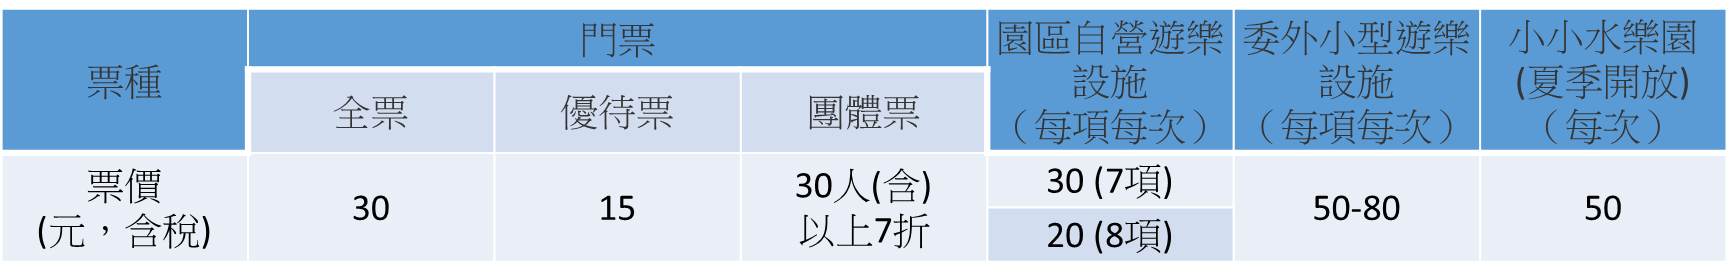 票種
門票
全票
優待票
團體票
園區自營遊樂
設施
（每項每次）
委外小型遊樂
設施
（每項每次）
小小水樂園
(夏季開放)
（每次）
票價
(元，含稅)
30
15
30人(含)
以上7折
30 (7項)
20 (8項)
50-80
50